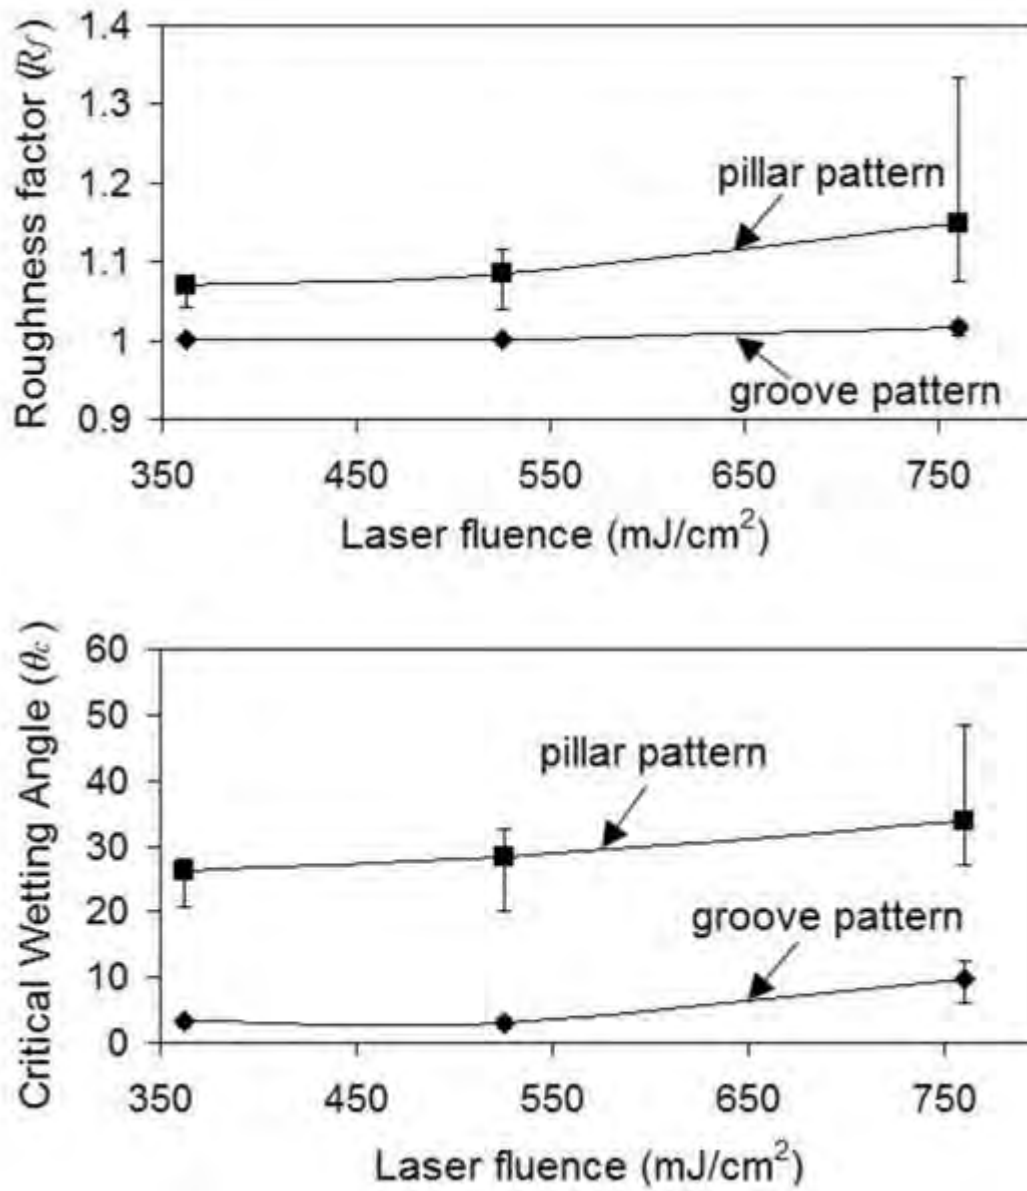 Roughness factor (Rf)
1.4
1.3
1.2
1.1
1
0.9
pillar pattern
groove pattern
350 450 550 650 750
Laser fluence (mJ/cm²)
Critical Wetting Angle (θc)
60
50
40
30
20
10
0
pillar pattern
groove pattern
350 450 550 650 750
Laser fluence (mJ/cm²)